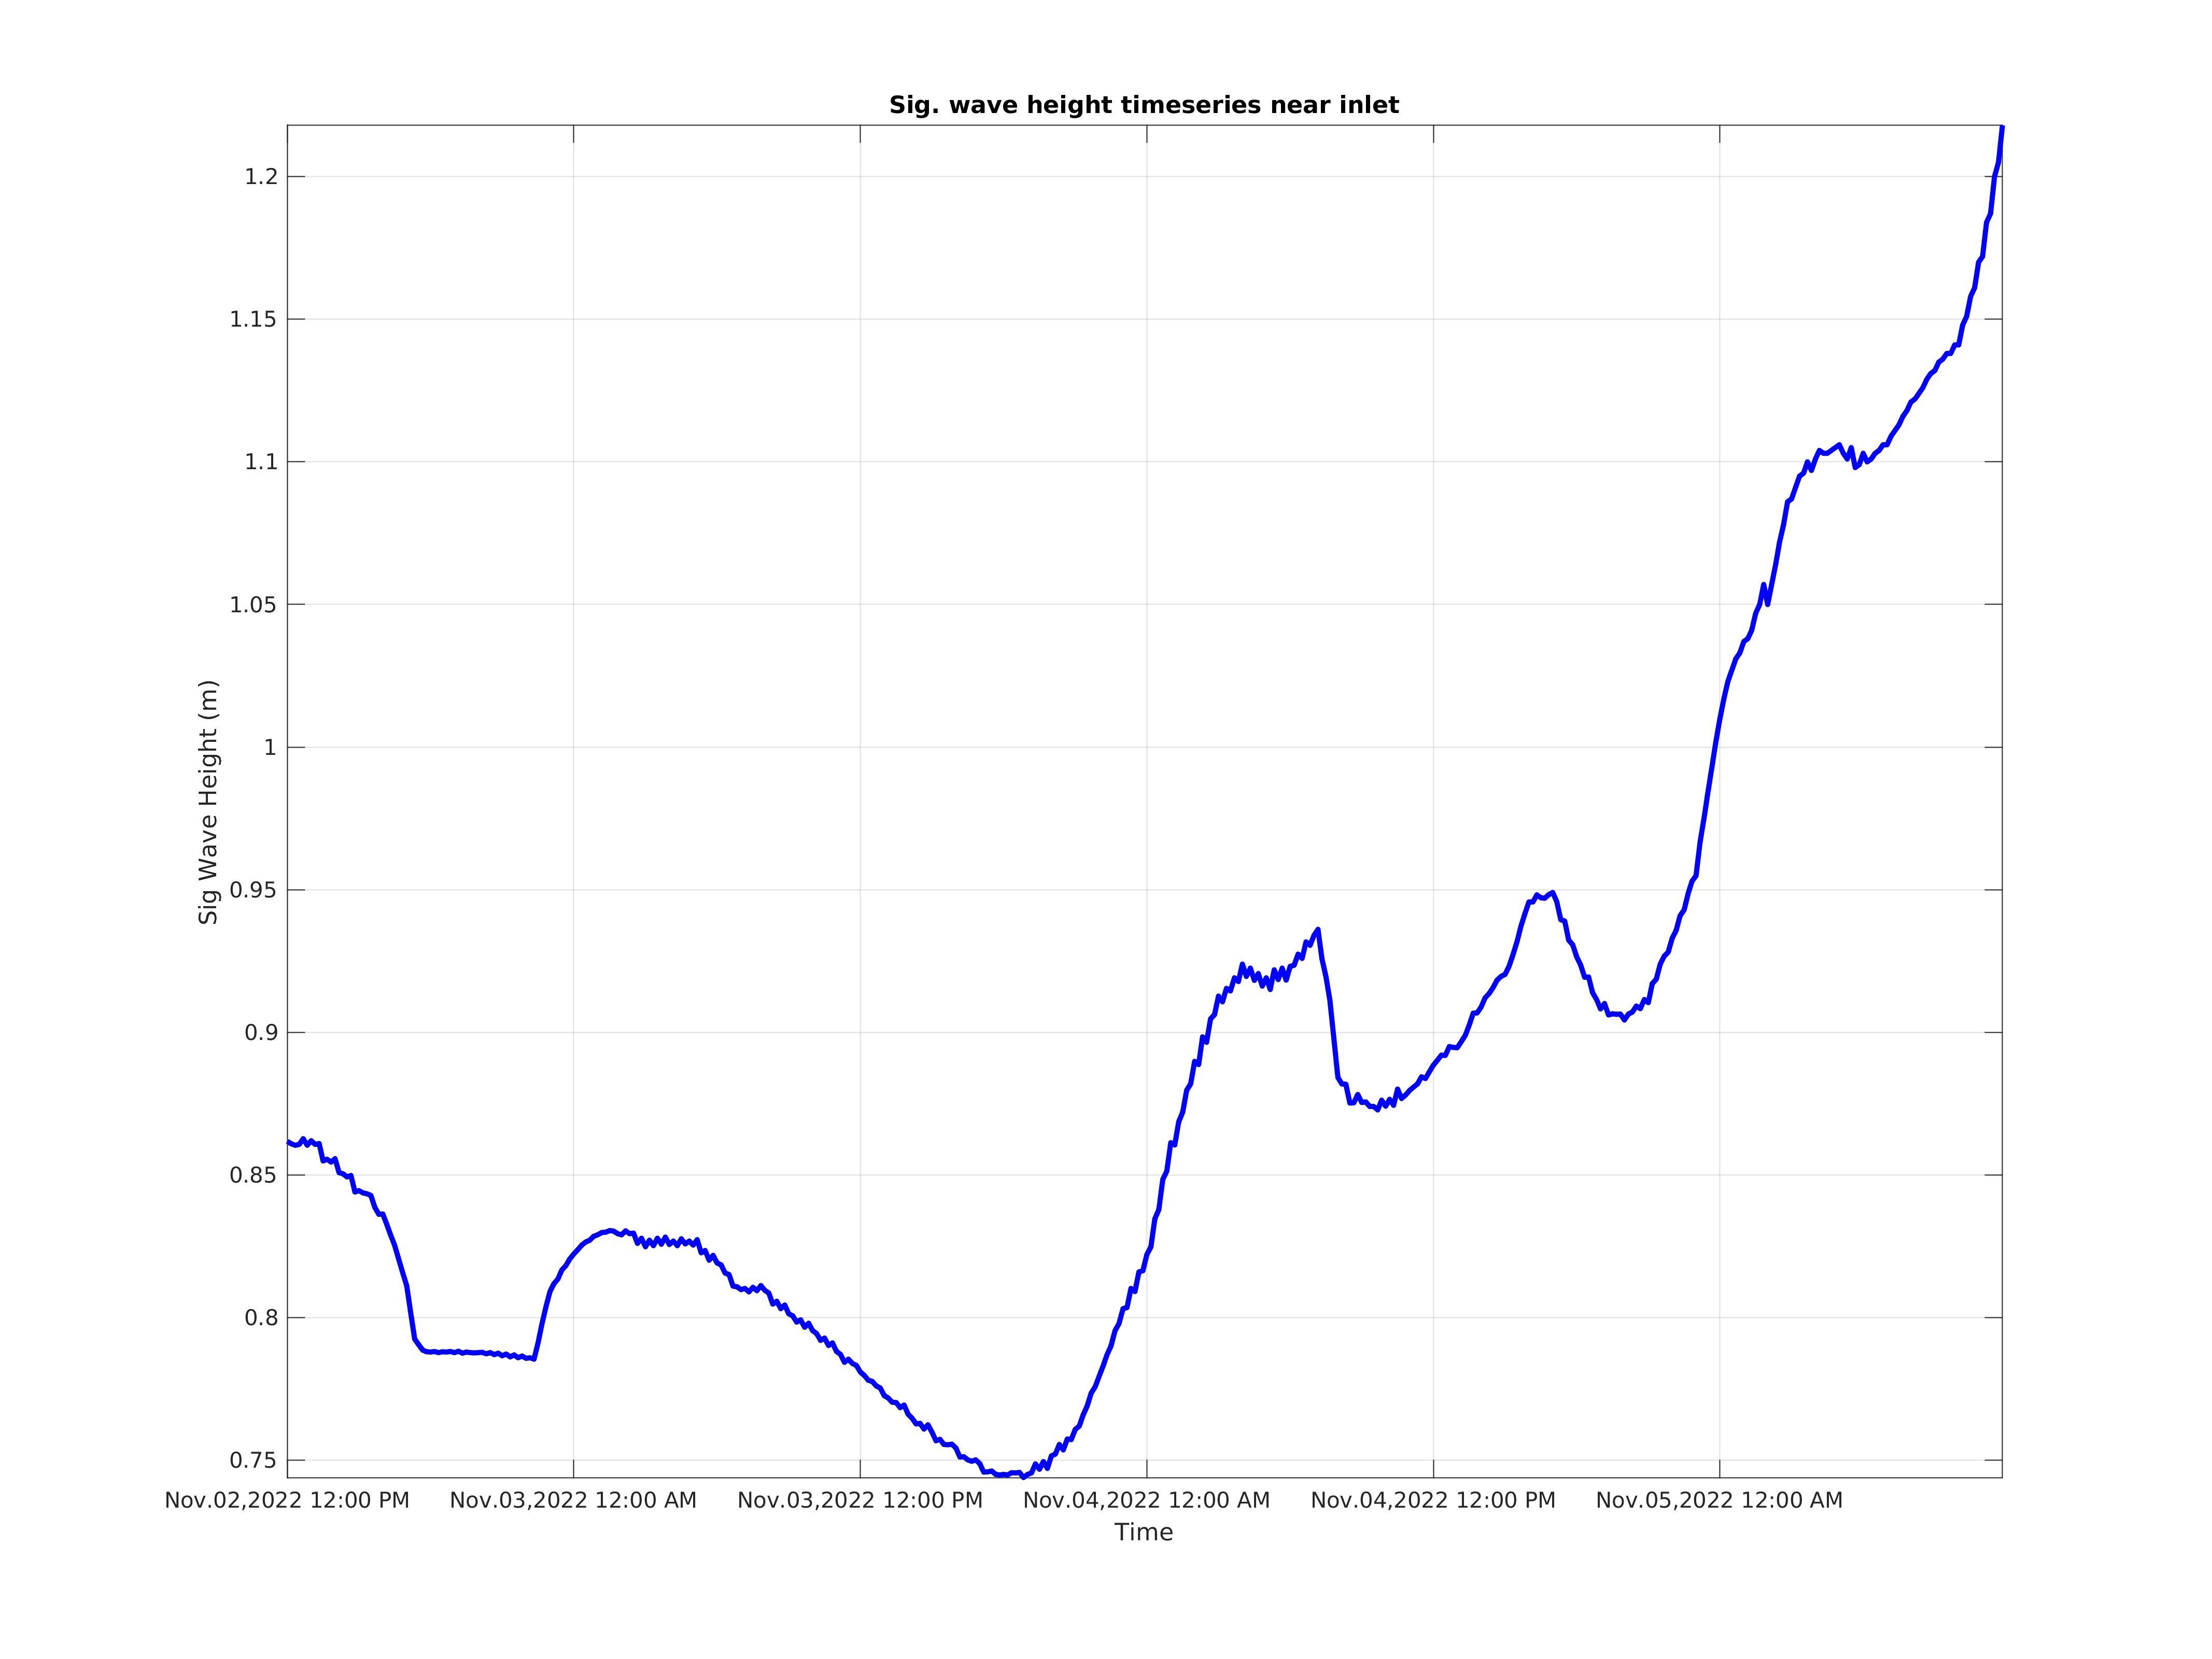 Sig. wave height timeseries near inlet
1.2
1.15
1.1
1.05
1
0.95
0.9
0.85
0.8
0.75
Sig Wave Height (m)
Nov.02,2022 12:00 PM
Nov.03,2022 12:00 AM
Nov.03,2022 12:00 PM
Nov.04,2022 12:00 AM
Nov.04,2022 12:00 PM
Nov.05,2022 12:00 AM
Time